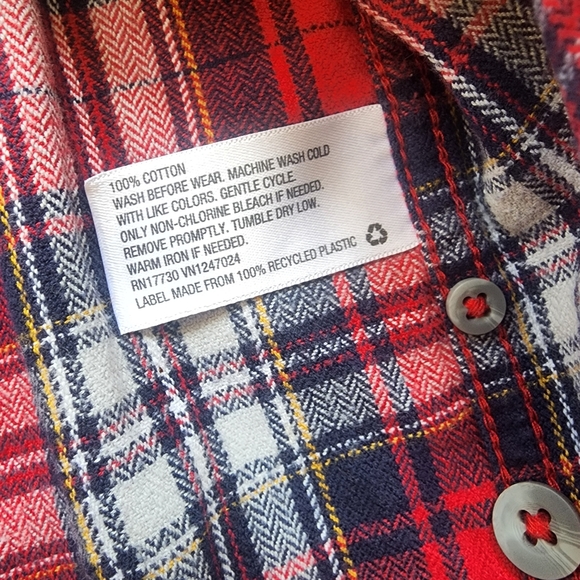 100% COTTON
WASH BEFORE WEAR. MACHINE WASH COLD
WITH LIKE COLORS. GENTLE CYCLE.
ONLY NON-CHLORINE BLEACH IF NEEDED.
REMOVE PROMPTLY. TUMBLE DRY LOW.
WARM IRON IF NEEDED.
RN17730 VN1247024
LABEL MADE FROM 100% RECYCLED PLASTIC